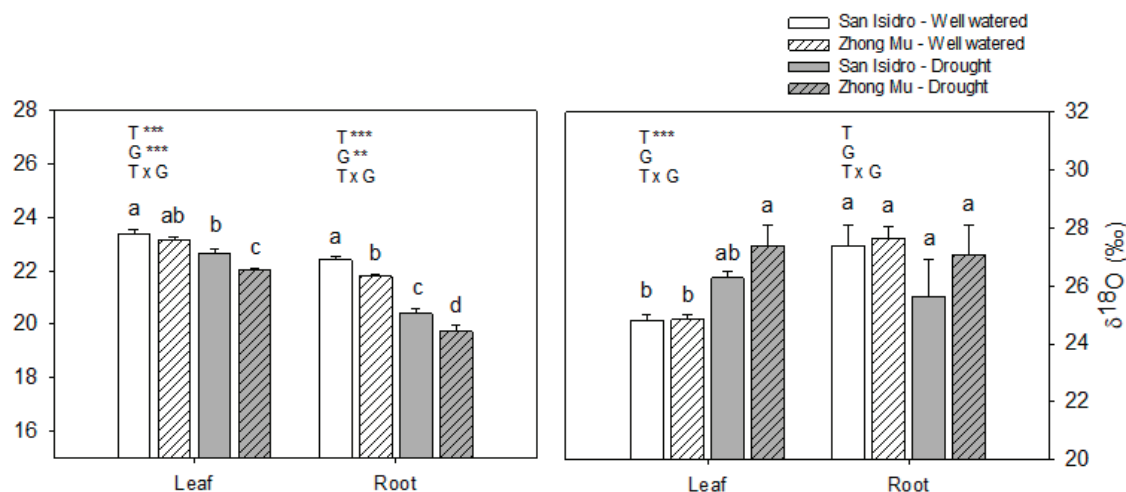 San Isidro - Well watered
Zhong Mu - Well watered
San Isidro - Drought
Zhong Mu - Drought
28
26
24
22
20
18
16
T ***
G ***
T x G
T ***
G **
T x G
a
ab
b
c
a
b
c
d
Leaf
Root
T ***
G
T x G
T
G
T x G
b
b
ab
a
a
a
a
a
Leaf
Root
32
30
28
26
24
22
20
δ18O (‰)